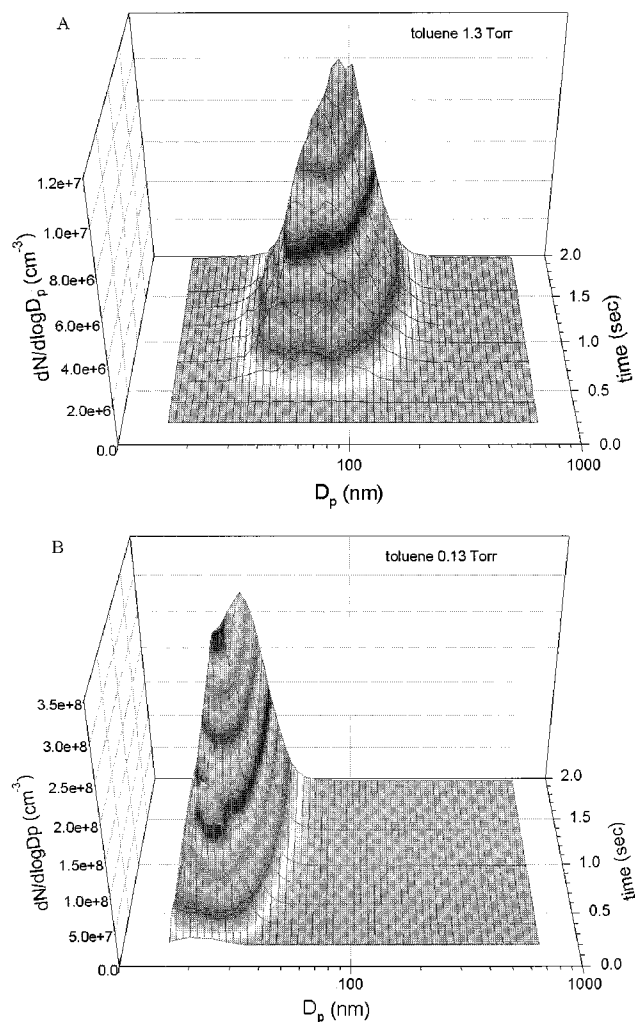 A
toluene 1.3 Torr
1.2e+7
1.0e+7
8.0e+6
6.0e+6
4.0e+6
2.0e+6
0.0
dN/dlogDp (cm-3)
2.0
1.5
1.0
0.5
0.0
time (sec)
100
1000
Dp (nm)
B
toluene 0.13 Torr
3.5e+8
3.0e+8
2.5e+8
2.0e+8
1.5e+8
1.0e+8
5.0e+7
0.0
dN/dlogDp (cm-3)
2.0
1.5
1.0
0.5
0.0
time (sec)
100
1000
Dp (nm)